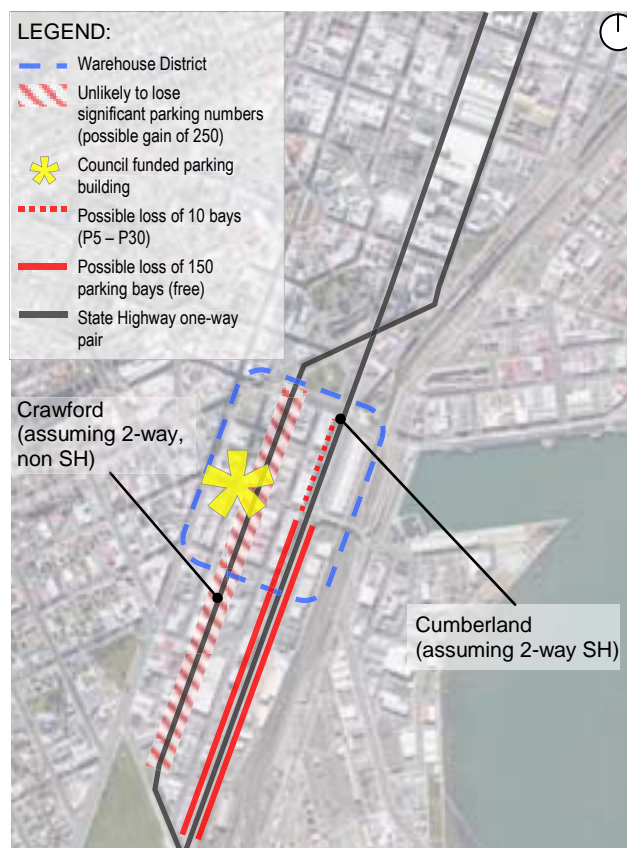 LEGEND:
Warehouse District
Unlikely to lose
significant parking numbers
(possible gain of 250)
Council funded parking
building
Possible loss of 10 bays
(P5 – P30)
Possible loss of 150
parking bays (free)
State Highway one-way
pair
Crawford
(assuming 2-way,
non SH)
Cumberland
(assuming 2-way SH)